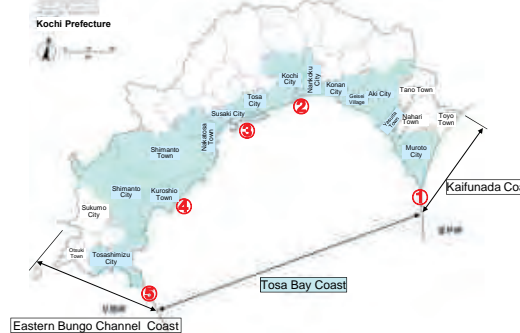 Kochi Prefecture
Kochi
City
Nankoku
City
Konan
City
Geisei
Village
Aki City
Tano Town
Yasuda
Town
Nahari
Town
Toyo
Town
Tosa
City
Susaki City
②
③
Nakatosa
Town
Shimanto
Town
Muroto
City
①
Kaifunada Coa
Shimanto
City
Kuroshio
Town
④
Sukumo
City
Otsuki
Town
Tosashimizu
City
Tosa Bay Coast
⑤
Eastern Bungo Channel Coast